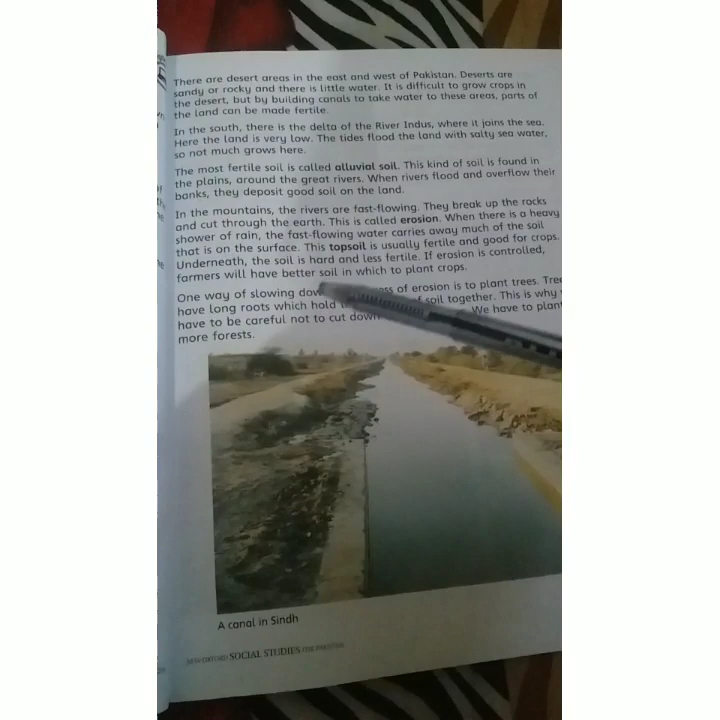 There are desert areas in the east and west of Pakistan. Deserts are
sandy or rocky and there is little water. It is difficult to grow crops in
the desert, but by building canals to take water to these areas, parts of
the land can be made fertile.
In the south, there is the delta of the River Indus, where it joins the sea.
Here the land is very low. The tides flood the land with salty sea water,
so not much grows here.
The most fertile soil is called alluvial soil. This kind of soil is found in
the plains, around the great rivers. When rivers flood and overflow their
banks, they deposit good soil on the land.
In the mountains, the rivers are fast-flowing. They break up the rocks
and cut through the earth. This is called erosion. When there is a heavy
shower of rain, the fast-flowing water carries away much of the soil
that is on the surface. This topsoil is usually fertile and good for crops.
Underneath, the soil is hard and less fertile. If erosion is controlled,
farmers will have better soil in which to plant crops.
One way of slowing of erosion is to plant trees.
have long roots which hold soil together. This is why
have to be careful not to cut down We have to plant
more forests.
A canal in Sindh
NEW OXFORD SOCIAL STUDIES FOR PAKISTAN